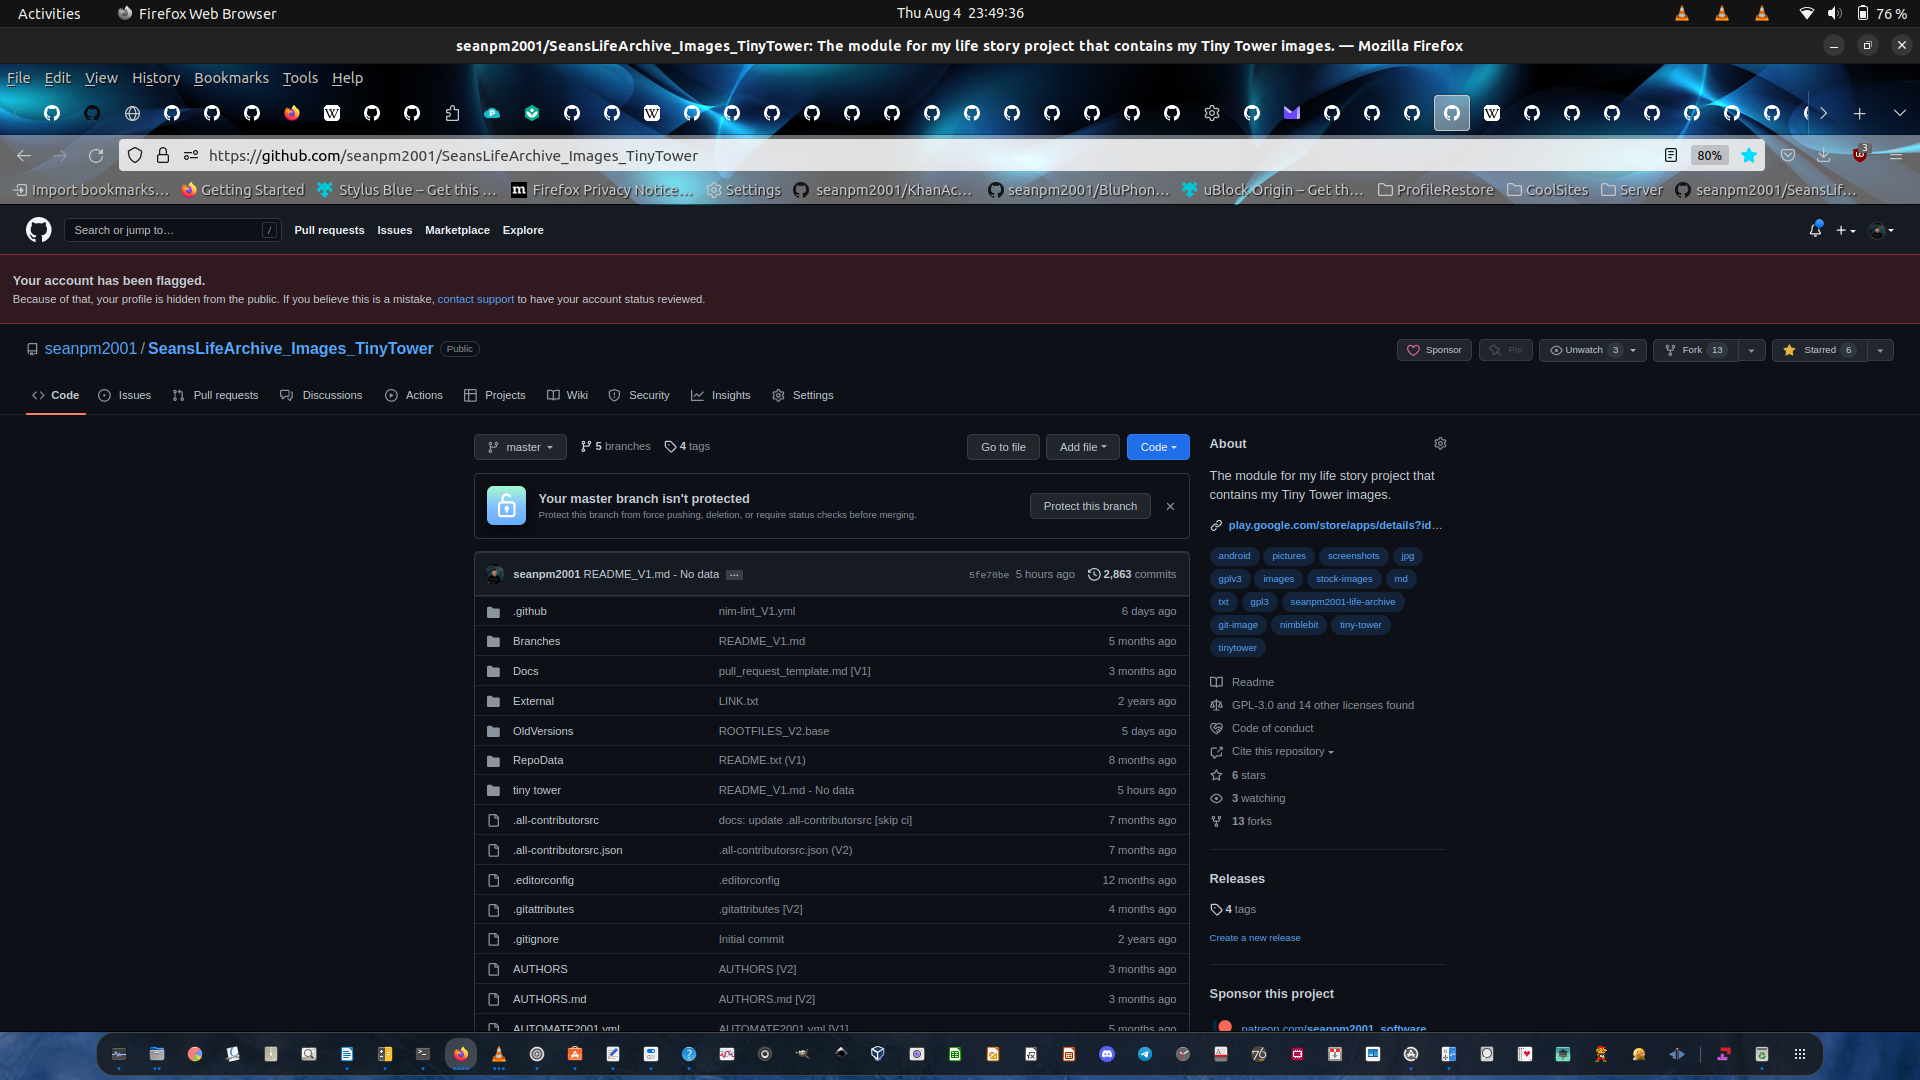 Activities
Firefox Web Browser
Thu Aug 4 23:49:36
76 %
seanpm2001/SeansLifeArchive_Images_TinyTower: The module for my life story project that contains my Tiny Tower images. — Mozilla Firefox
File Edit View History Bookmarks Tools Help
https://github.com/seanpm2001/SeansLifeArchive_Images_TinyTower
80%
3
Import bookmarks…
Getting Started
Stylus Blue – Get this …
Firefox Privacy Notice…
Settings
seanpm2001/KhanAc…
seanpm2001/BluPhon…
uBlock Origin – Get th…
ProfileRestore
CoolSites
Server
seanpm2001/SeansLif…
Search or jump to…
/
Pull requests
Issues
Marketplace
Explore
Your account has been flagged.
Because of that, your profile is hidden from the public. If you believe this is a mistake, contact support to have your account status reviewed.
seanpm2001 / SeansLifeArchive_Images_TinyTower
Public
Sponsor
Pin
Unwatch 3
Fork 13
Starred 6
Code
Issues
Pull requests
Discussions
Actions
Projects
Wiki
Security
Insights
Settings
master
5 branches
4 tags
Go to file
Add file
Code
Your master branch isn't protected
Protect this branch from force pushing, deletion, or require status checks before merging.
Protect this branch
seanpm2001 README_V1.md - No data
5fe70be 5 hours ago
2,863 commits
.github nim-lint_V1.yml 6 days ago
Branches README_V1.md 5 months ago
Docs pull_request_template.md [V1] 3 months ago
External LINK.txt 2 years ago
OldVersions ROOTFILES_V2.base 5 days ago
RepoData README.txt (V1) 8 months ago
tiny tower README_V1.md - No data 5 hours ago
.all-contributorsrc docs: update .all-contributorsrc [skip ci] 7 months ago
.all-contributorsrc.json .all-contributorsrc.json (V2) 7 months ago
.editorconfig .editorconfig 12 months ago
.gitattributes .gitattributes [V2] 4 months ago
.gitignore Initial commit 2 years ago
AUTHORS AUTHORS [V2] 3 months ago
AUTHORS.md AUTHORS.md [V2] 3 months ago
AUTOMATE2001.yml AUTOMATE2001.yml [V1] 5 months ago
About
The module for my life story project that
contains my Tiny Tower images.
play.google.com/store/apps/details?id…
android pictures screenshots jpg
gplv3 images stock-images md
txt gpl3 seanpm2001-life-archive
git-image nimblebit tiny-tower
tinytower
Readme
GPL-3.0 and 14 other licenses found
Code of conduct
Cite this repository
6 stars
3 watching
13 forks
Releases
4 tags
Create a new release
Sponsor this project
patreon.com/seanpm2001_software